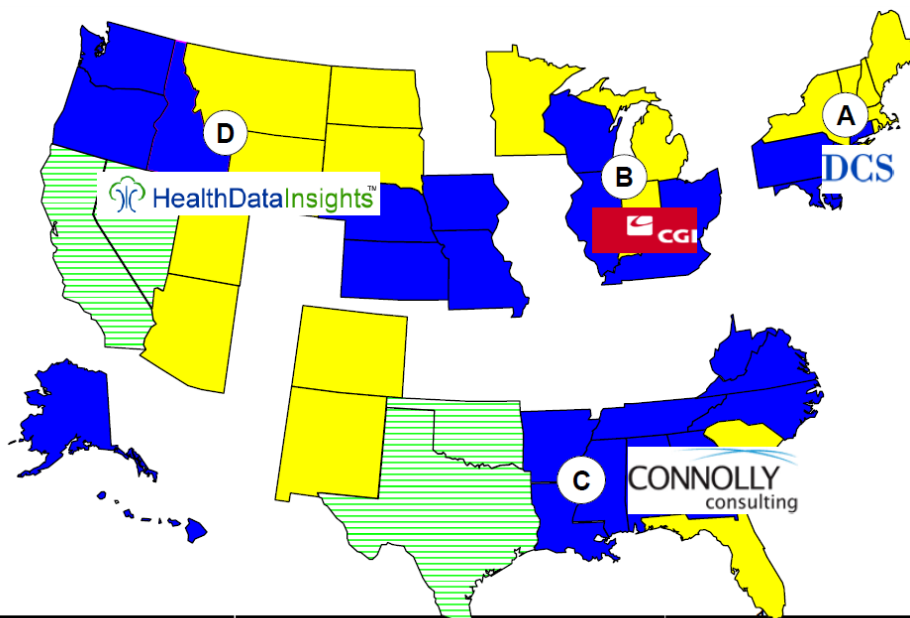 A
D
DCS
B
HealthDataInsights™
CGI
C
CONNOLLY
consulting